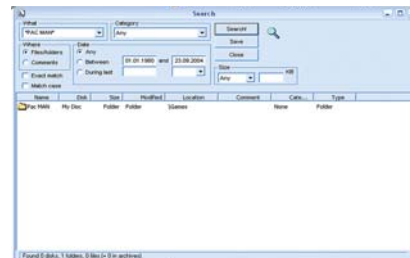 Search
What
*PAC MAN*
Category
Any
Search!
Save
Close
Where
Files/folders
Comments
Date
Any
Between
01.01.1980 and 23.09.2004
During last
Exact match
Match case
Size
Any
KB
Name Disk Size Modified Location Comment Cate... Type
Pac MAN My Doc Folder Folder \Games None Folder
Found 0 disks, 1 folders, 0 files (+ 0 in archives).